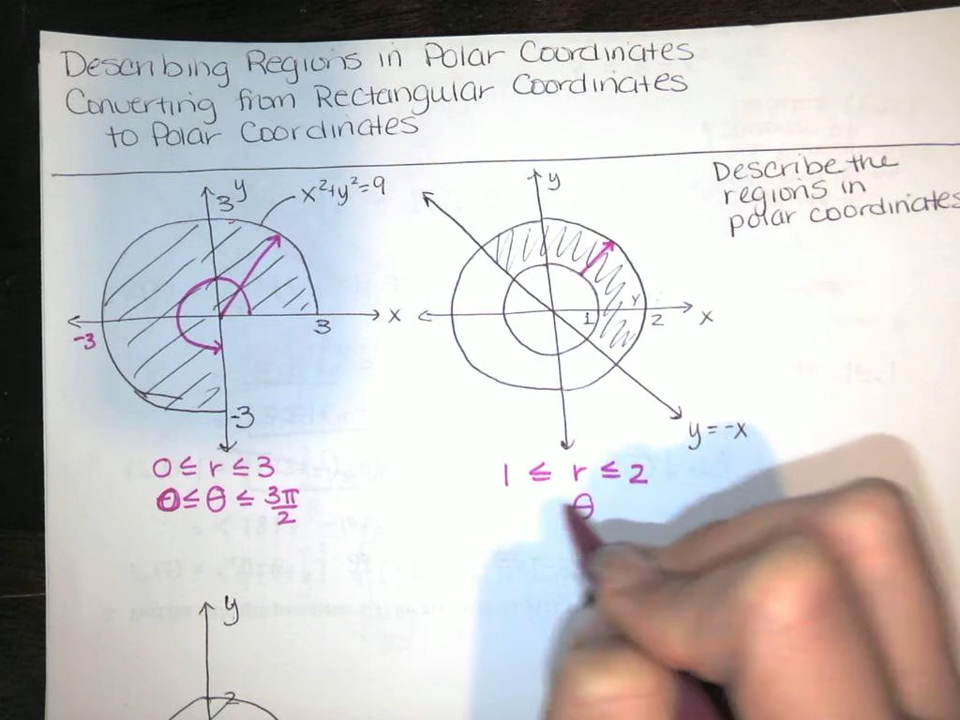 Describing Regions in Polar Coordinates
Converting from Rectangular Coordinates
to Polar Coordinates
Describe the
regions in
polar coordinates
y
3
x²+y²=9
x
-3
3
-3
0 ≤ r ≤ 3
0 ≤ θ ≤ 3π/2
y
x
1
2
y = -x
1 ≤ r ≤ 2
θ
y
2